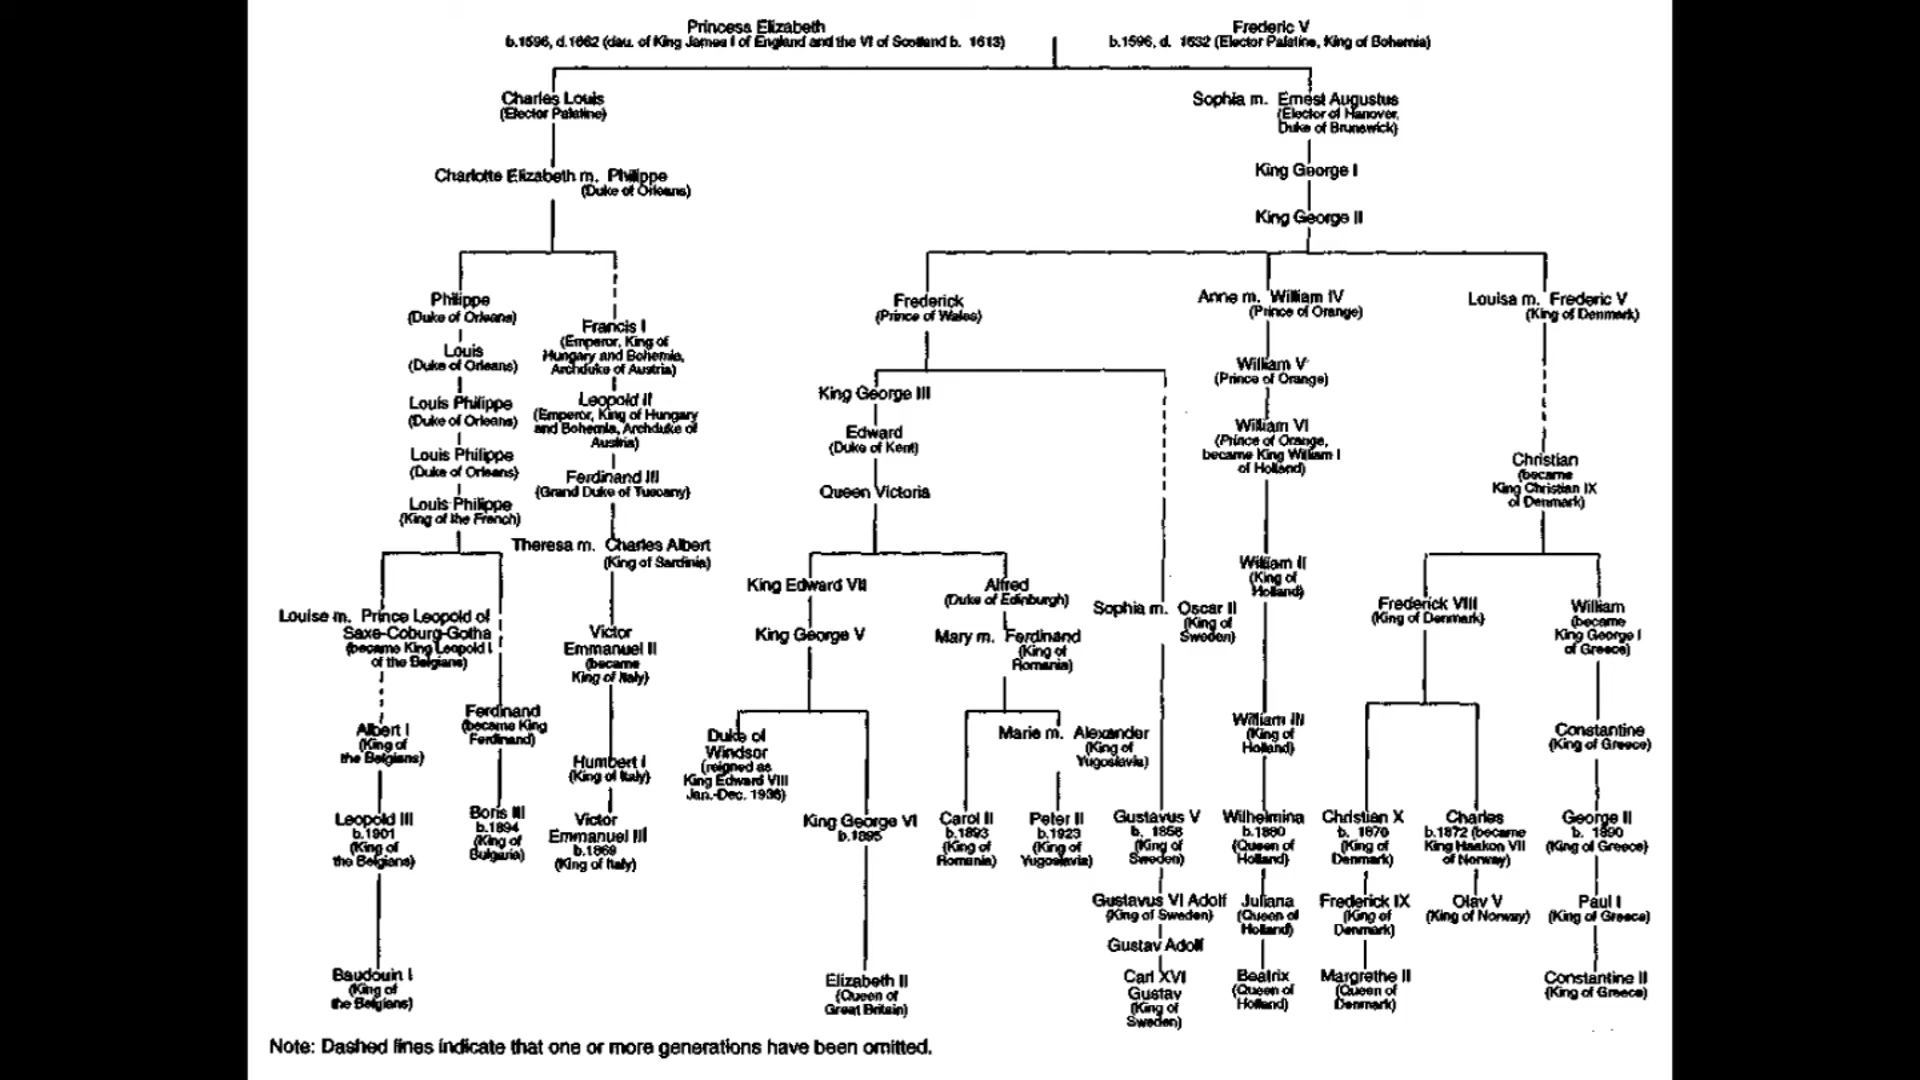 Princess Elizabeth
b.1596, d.1662 (dau. of King James I of England and the VI of Scotland b. 1613)
Frederic V
b.1596, d. 1632 (Elector Palatine, King of Bohemia)
Charles Louis
(Elector Palatine)
Sophia m. Ernest Augustus
(Elector of Hanover,
Duke of Brunswick)
Charlotte Elizabeth m. Philippe
(Duke of Orleans)
King George I
King George II
Philippe
(Duke of Orleans)
Louis
(Duke of Orleans)
Louis Philippe
(Duke of Orleans)
Louis Philippe
(Duke of Orleans)
Louis Philippe
(King of the French)
Francis I
(Emperor, King of
Hungary and Bohemia,
Archduke of Austria)
Leopold II
(Emperor, King of Hungary
and Bohemia, Archduke of
Austria)
Ferdinand III
(Grand Duke of Tuscany)
Theresa m. Charles Albert
(King of Sardinia)
Frederick
(Prince of Wales)
Anne m. William IV
(Prince of Orange)
Louisa m. Frederic V
(King of Denmark)
King George III
Edward
(Duke of Kent)
Queen Victoria
William V
(Prince of Orange)
William VI
(Prince of Orange,
became King William I
of Holland)
Christian
(became
King Christian IX
of Denmark)
Louise m. Prince Leopold of
Saxe-Coburg-Gotha
(became King Leopold I
of the Belgians)
Victor
Emmanuel II
(became
King of Italy)
King Edward VII
King George V
Alfred
(Duke of Edinburgh)
Mary m. Ferdinand
(King of
Romania)
Sophia m. Oscar II
(King of
Sweden)
William II
(King of
Holland)
Frederick VIII
(King of Denmark)
William
(became
King George I
of Greece)
Albert I
(King of
the Belgians)
Ferdinand
(became King
Ferdinand)
Humbert I
(King of Italy)
Duke of
Windsor
(reigned as
King Edward VIII
Jan.-Dec. 1936)
Marie m. Alexander
(King of
Yugoslavia)
William III
(King of
Holland)
Constantine
(King of Greece)
Leopold III
b.1901
(King of
the Belgians)
Boris III
b.1894
(King of
Bulgaria)
Victor
Emmanuel III
b.1869
(King of Italy)
King George VI
b.1895
Carol II
b.1893
(King of
Romania)
Peter II
b.1923
(King of
Yugoslavia)
Gustavus V
b. 1858
(King of
Sweden)
Wilhelmina
b.1880
(Queen of
Holland)
Christian X
b. 1870
(King of
Denmark)
Charles
b.1872 (became
King Haakon VII
of Norway)
George II
b. 1890
(King of Greece)
Gustavus VI Adolf
(King of Sweden)
Gustav Adolf
Juliana
(Queen of
Holland)
Frederick IX
(King of
Denmark)
Olav V
(King of Norway)
Paul I
(King of Greece)
Baudouin I
(King of
the Belgians)
Elizabeth II
(Queen of
Great Britain)
Carl XVI
Gustav
(King of
Sweden)
Beatrix
(Queen of
Holland)
Margrethe II
(Queen of
Denmark)
Constantine II
(King of Greece)
Note: Dashed lines indicate that one or more generations have been omitted.